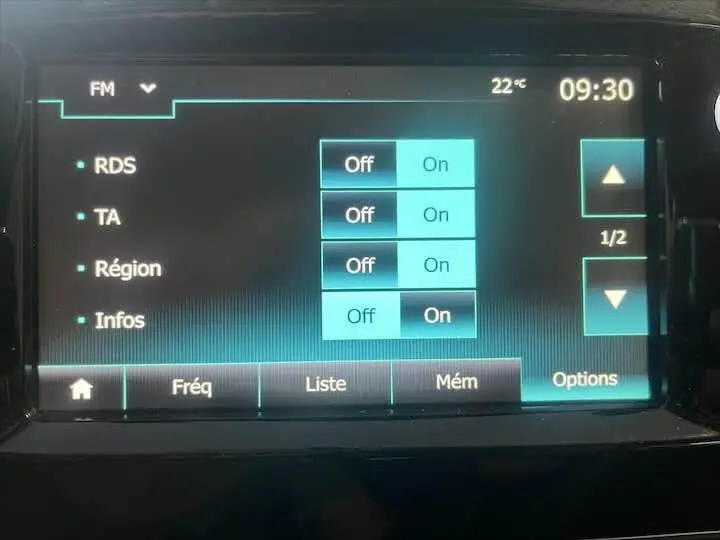 FM 22°C 09:30
RDS Off On
TA Off On
1/2
Région Off On
Infos Off On
Fréq Liste Mém Options